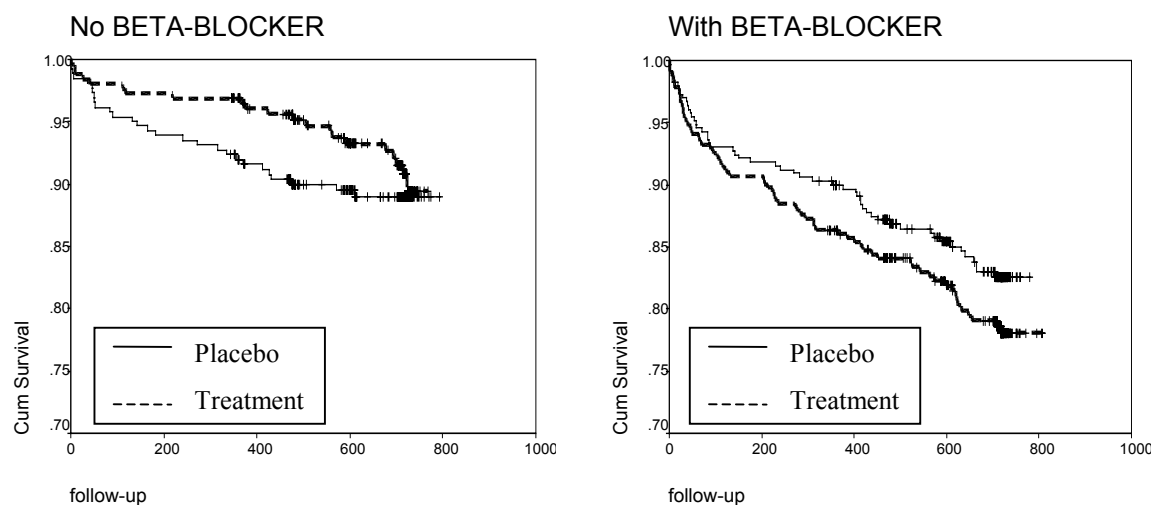 No BETA-BLOCKER
1.00
.95
.90
.85
.80
.75
.70
Cum Survival
Placebo
Treatment
0 200 400 600 800 1000
follow-up
With BETA-BLOCKER
1.00
.95
.90
.85
.80
.75
.70
Cum Survival
Placebo
Treatment
0 200 400 600 800 1000
follow-up